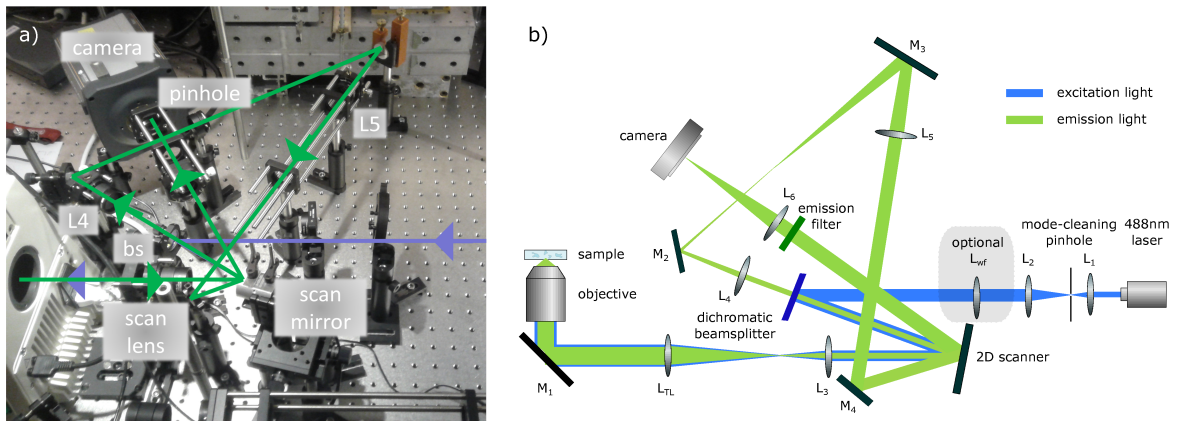 a)
camera
pinhole
L5
L4
bs
scan
lens
scan
mirror
b)
M3
excitation light
emission light
camera
L5
L6
emission
filter
M2
L4
sample
objective
dichromatic
beamsplitter
optional
Lwf
L2
mode-cleaning
pinhole
L1
488nm
laser
2D scanner
M1
LTL
L3
M4